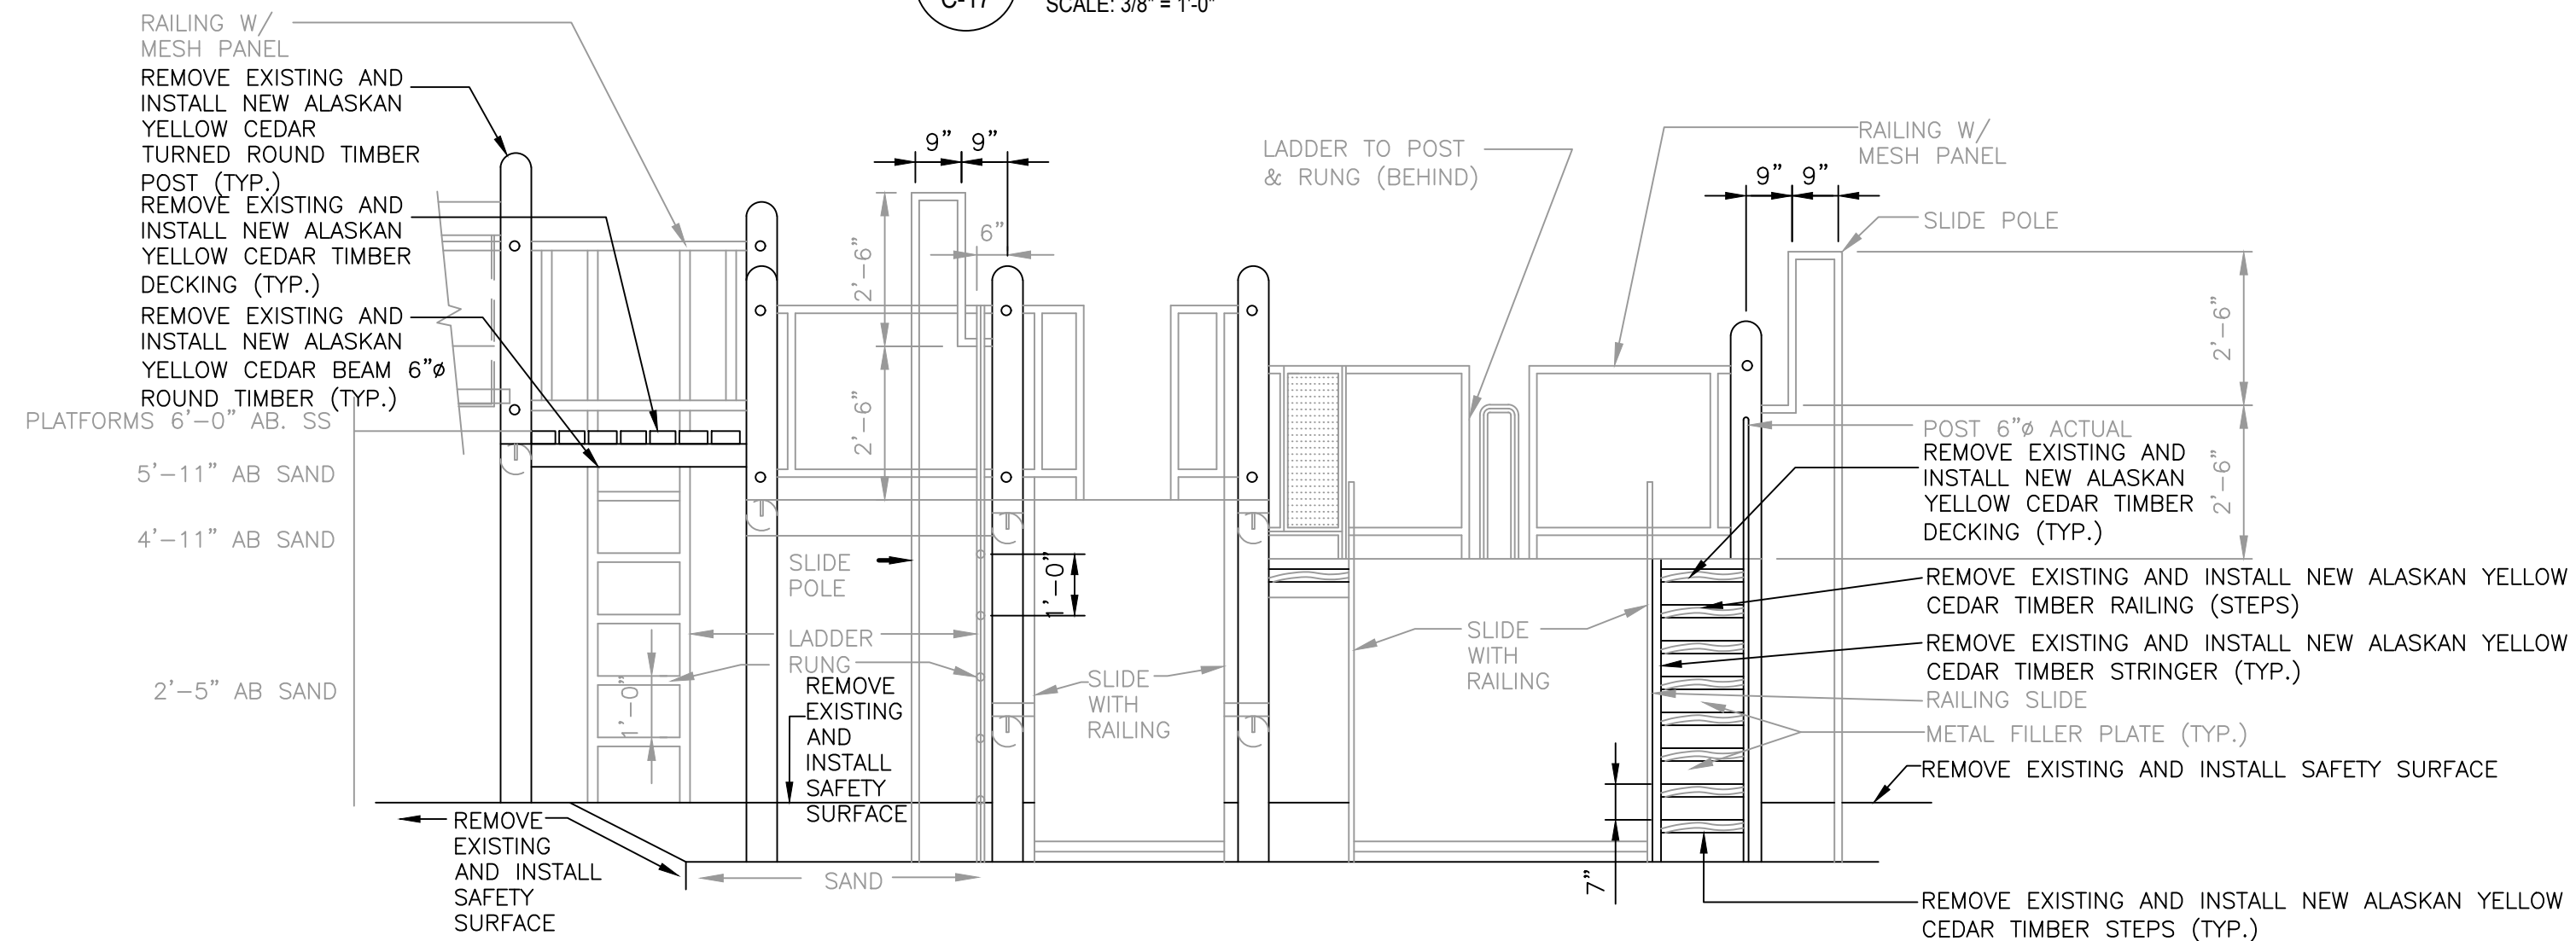 C-17
SCALE: 3/8" = 1'-0"
RAILING W/
MESH PANEL
REMOVE EXISTING AND
INSTALL NEW ALASKAN
YELLOW CEDAR
TURNED ROUND TIMBER
POST (TYP.)
REMOVE EXISTING AND
INSTALL NEW ALASKAN
YELLOW CEDAR TIMBER
DECKING (TYP.)
REMOVE EXISTING AND
INSTALL NEW ALASKAN
YELLOW CEDAR BEAM 6"ø
ROUND TIMBER (TYP.)
PLATFORMS 6'-0" AB. SS
5'-11" AB SAND
4'-11" AB SAND
2'-5" AB SAND
9" 9"
6"
2'-6"
2'-6"
SLIDE
POLE
1'-0"
LADDER
RUNG
1'-0"
REMOVE
EXISTING
AND
INSTALL
SAFETY
SURFACE
REMOVE
EXISTING
AND INSTALL
SAFETY
SURFACE
SAND
SLIDE
WITH
RAILING
LADDER TO POST
& RUNG (BEHIND)
SLIDE
WITH
RAILING
7"
RAILING W/
MESH PANEL
9" 9"
SLIDE POLE
2'-6"
2'-6"
POST 6"ø ACTUAL
REMOVE EXISTING AND
INSTALL NEW ALASKAN
YELLOW CEDAR TIMBER
DECKING (TYP.)
REMOVE EXISTING AND INSTALL NEW ALASKAN YELLOW
CEDAR TIMBER RAILING (STEPS)
REMOVE EXISTING AND INSTALL NEW ALASKAN YELLOW
CEDAR TIMBER STRINGER (TYP.)
RAILING SLIDE
METAL FILLER PLATE (TYP.)
REMOVE EXISTING AND INSTALL SAFETY SURFACE
REMOVE EXISTING AND INSTALL NEW ALASKAN YELLOW
CEDAR TIMBER STEPS (TYP.)